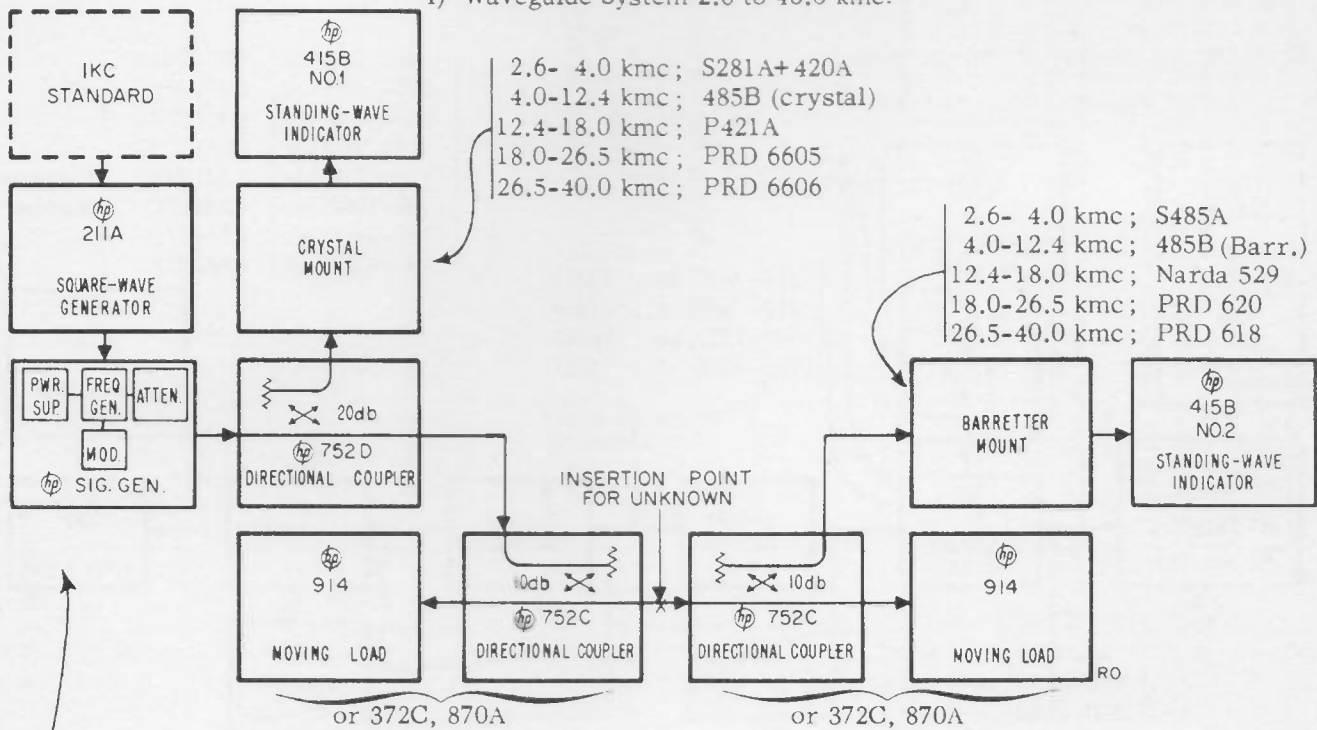 1) Waveguide System 2.6 to 40.0 kmc.
1KC
STANDARD
hp
415B
NO.1
STANDING-WAVE
INDICATOR
2.6- 4.0 kmc; S281A+420A
4.0-12.4 kmc; 485B (crystal)
12.4-18.0 kmc; P421A
18.0-26.5 kmc; PRD 6605
26.5-40.0 kmc; PRD 6606
hp
211A
SQUARE-WAVE
GENERATOR
CRYSTAL
MOUNT
2.6- 4.0 kmc; S485A
4.0-12.4 kmc; 485B (Barr.)
12.4-18.0 kmc; Narda 529
18.0-26.5 kmc; PRD 620
26.5-40.0 kmc; PRD 618
PWR.
SUP.
FREQ
GEN.
ATTEN.
MOD.
hp SIG. GEN.
20db
hp 752D
DIRECTIONAL COUPLER
INSERTION POINT
FOR UNKNOWN
BARRETTER
MOUNT
hp
415B
NO.2
STANDING-WAVE
INDICATOR
hp
914
MOVING LOAD
10db
hp 752C
DIRECTIONAL COUPLER
10db
hp 752C
DIRECTIONAL COUPLER
hp
914
MOVING LOAD
RO
or 372C, 870A
or 372C, 870A